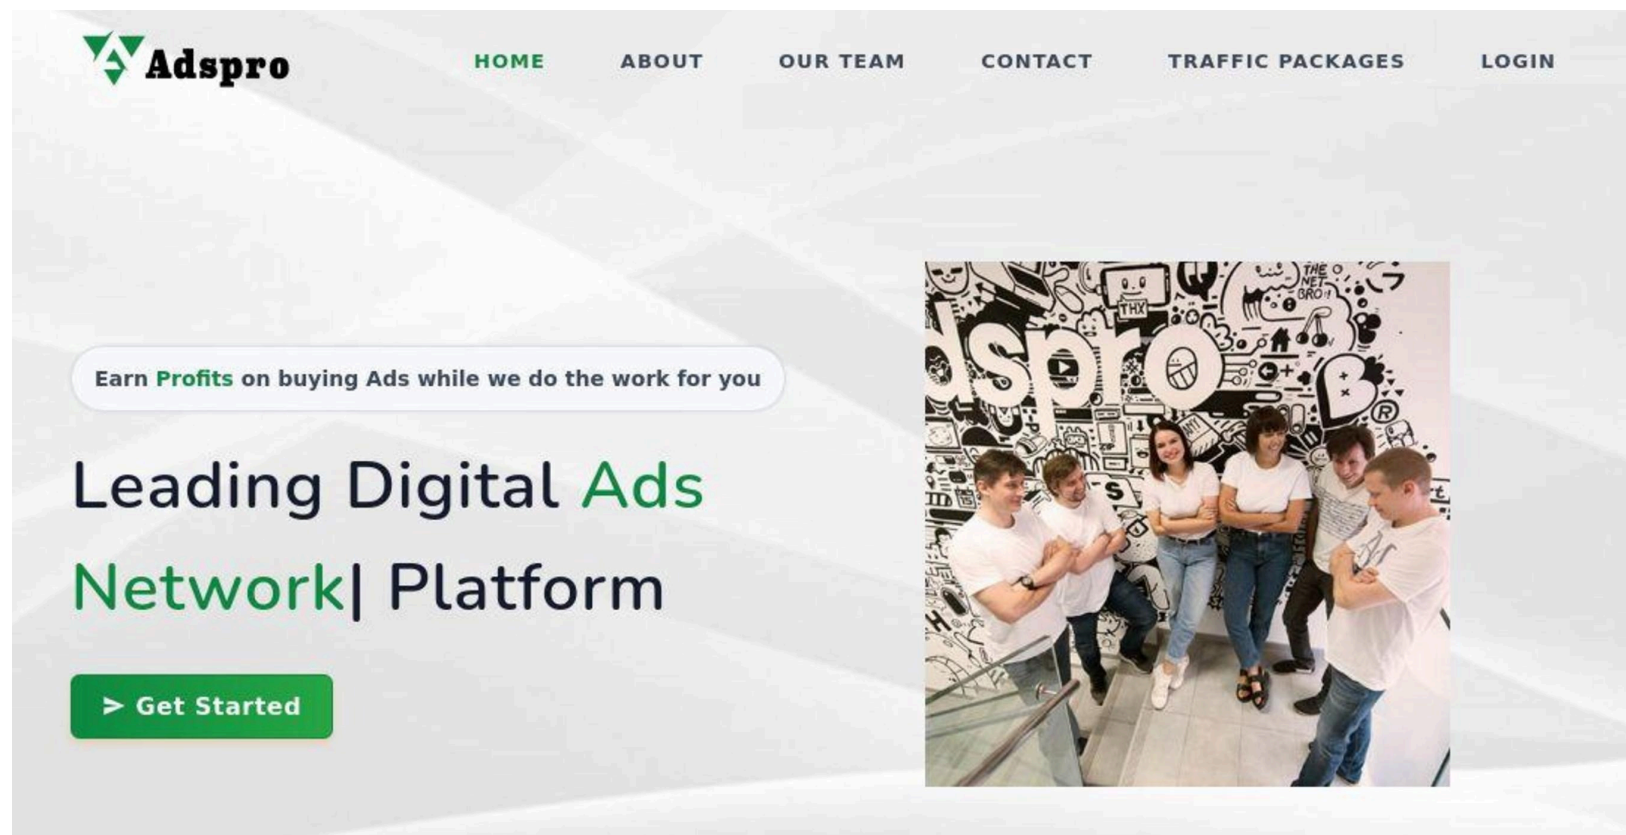 Adspro
HOME
ABOUT
OUR TEAM
CONTACT
TRAFFIC PACKAGES
LOGIN
Earn Profits on buying Ads while we do the work for you
Leading Digital Ads
Network| Platform
Get Started
THE
NET
BRO!!
THX
dspro
B
R